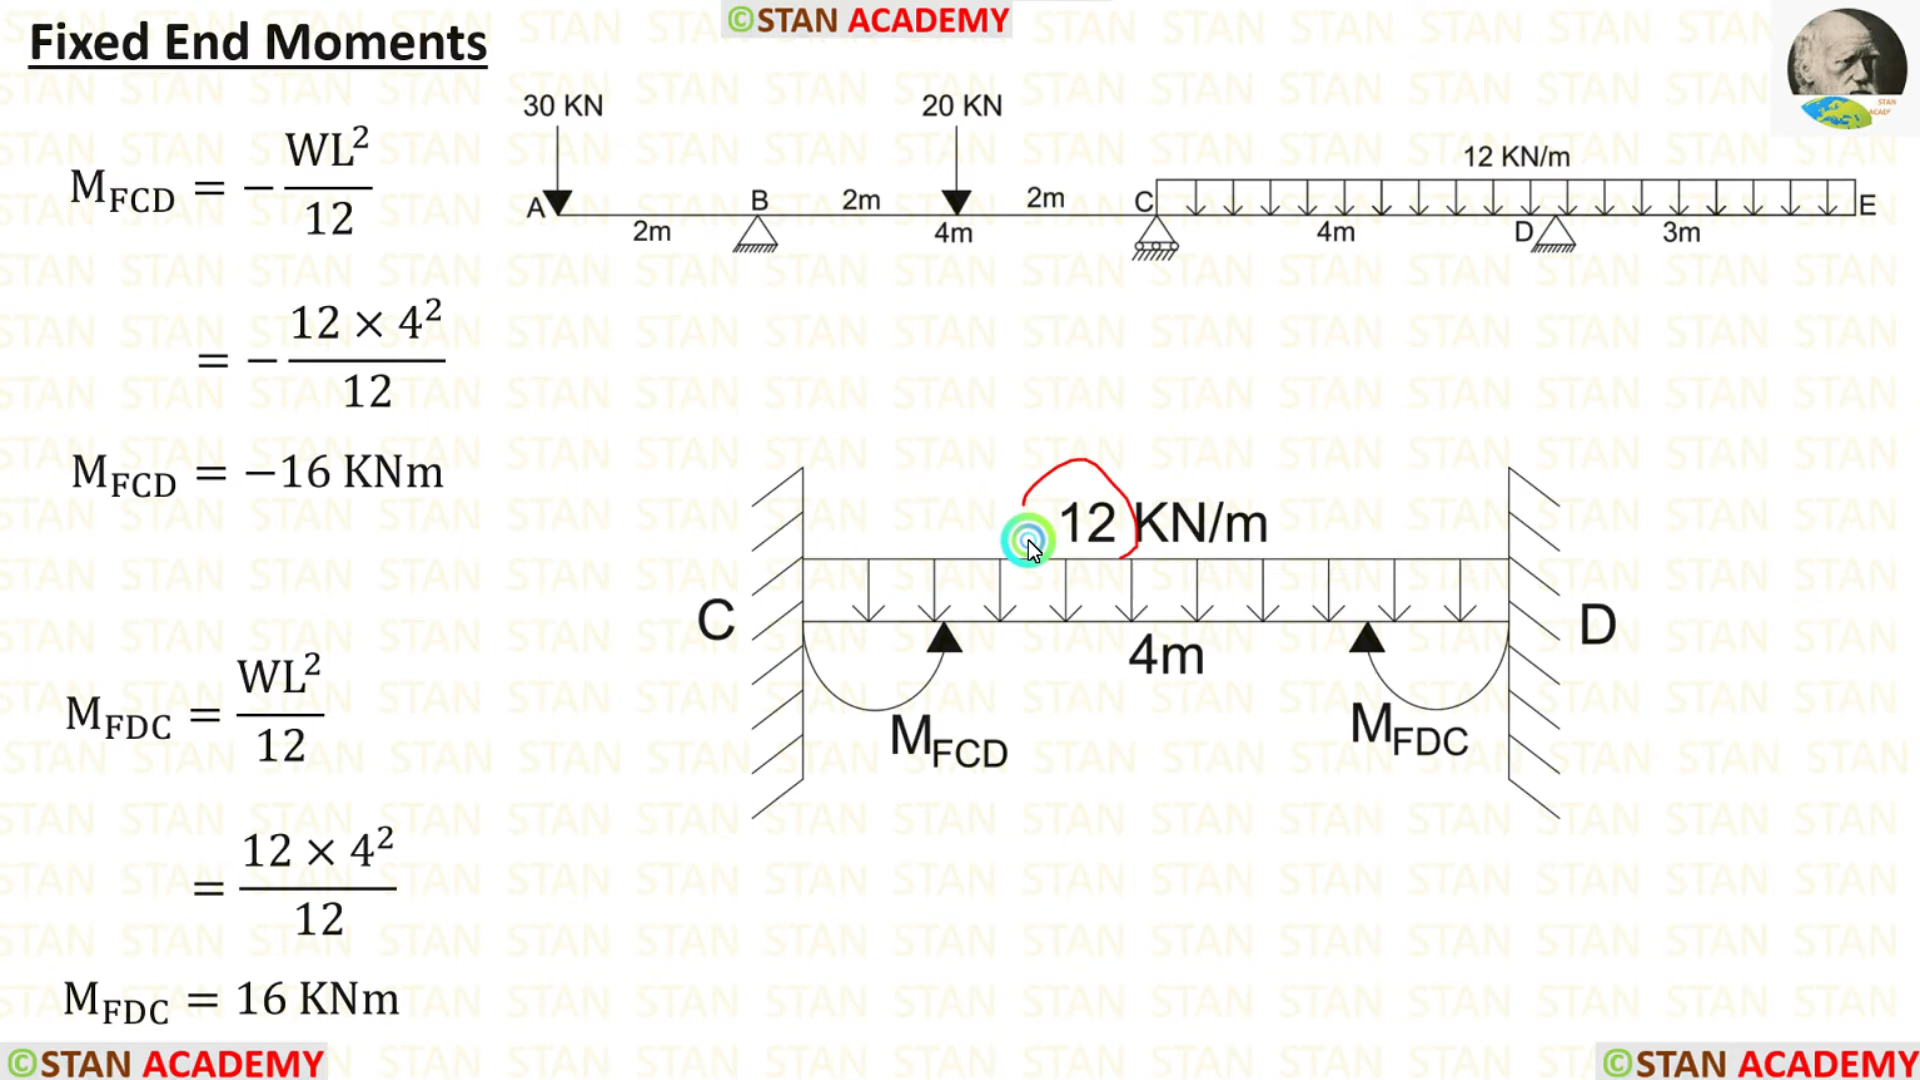 ©STAN ACADEMY
Fixed End Moments
M_FCD = − WL² / 12
= − 12 × 4² / 12
M_FCD = −16 KNm
M_FDC = WL² / 12
= 12 × 4² / 12
M_FDC = 16 KNm
30 KN
20 KN
12 KN/m
A
B
2m
2m
C
E
2m
4m
4m
D
3m
12 KN/m
C
4m
D
M_FCD
M_FDC
STAN
ACADY
©STAN ACADEMY
©STAN ACADEMY